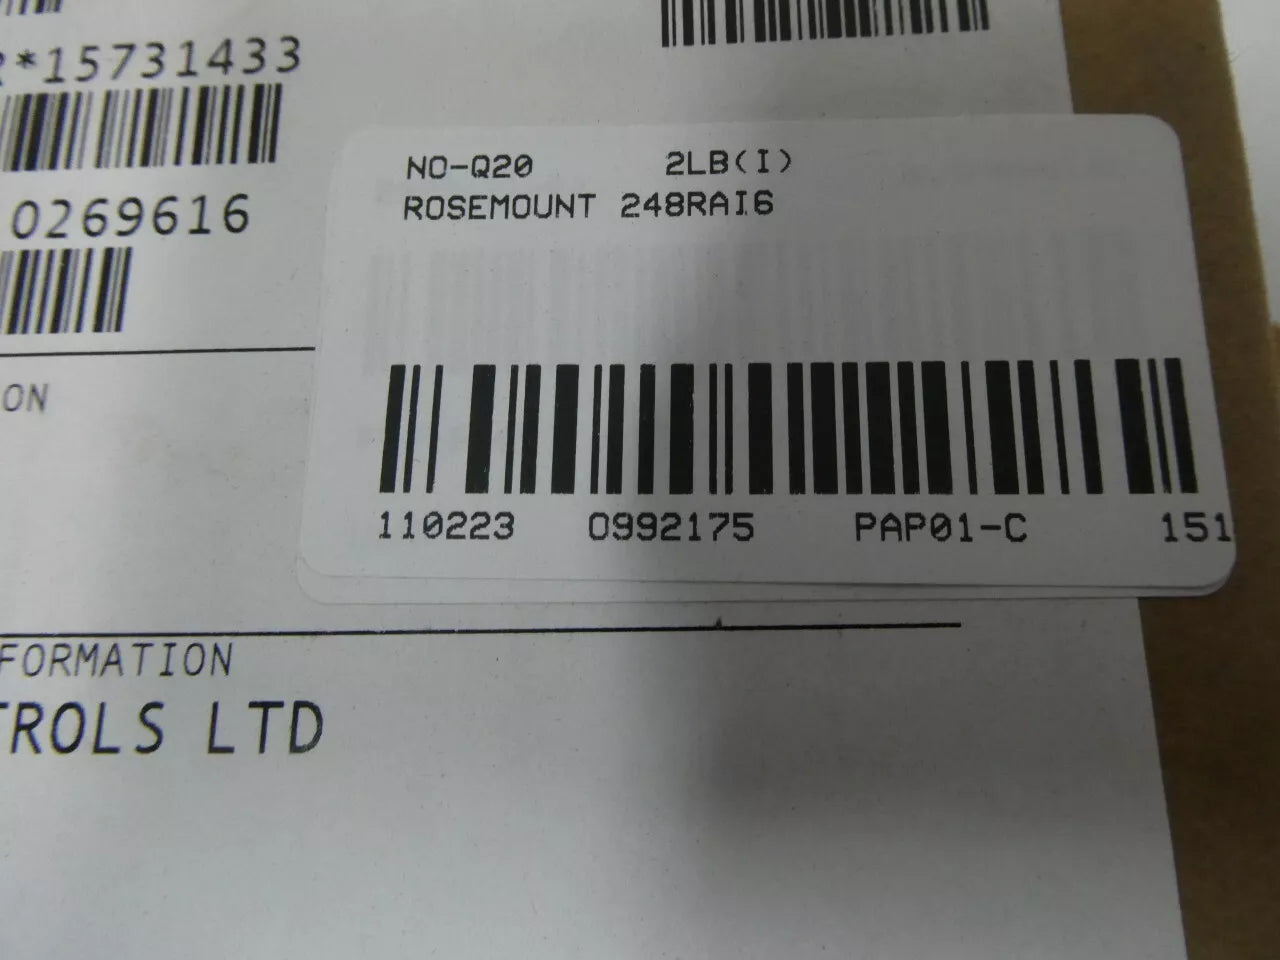 *15731433
0269616
NO-Q20 2LB(I)
ROSEMOUNT 248RAI6
ON
110223 0992175 PAP01-C 151
FORMATION
TROLS LTD